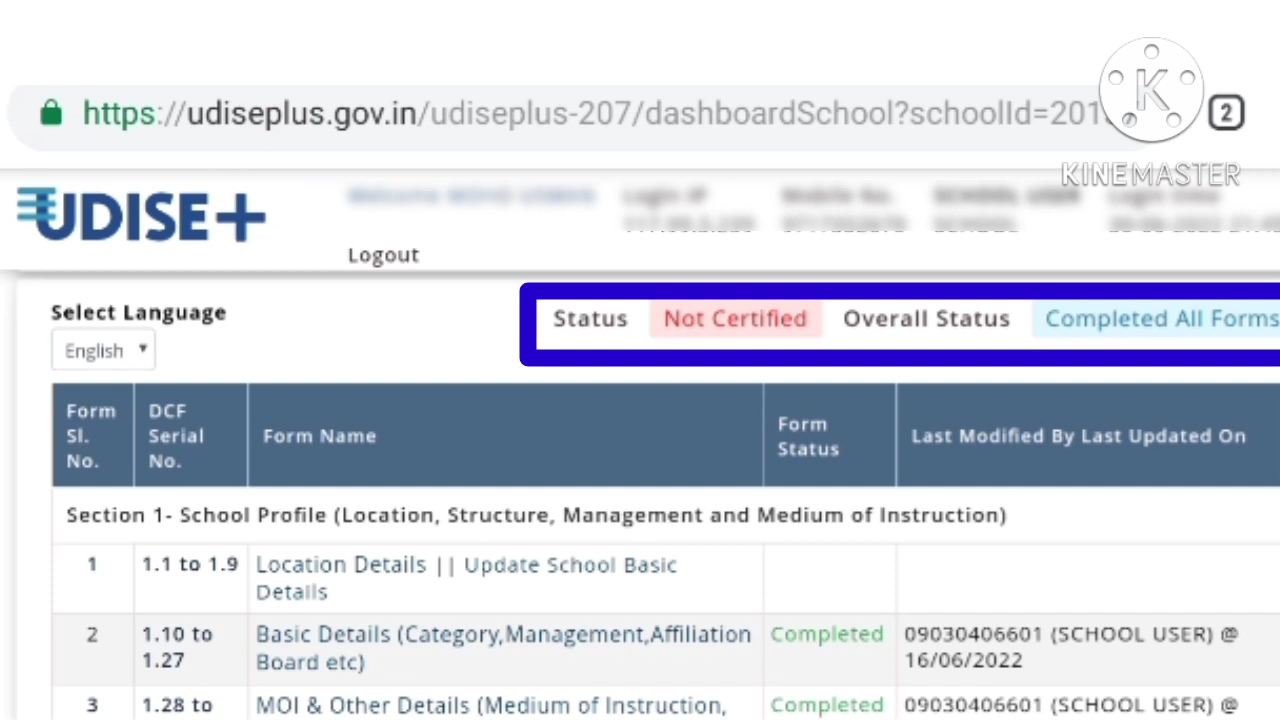 https://udiseplus.gov.in/udiseplus-207/dashboardSchool?schoolId=201
K
2
KINEMASTER
UDISE+
Logout
Select Language
English
Status Not Certified Overall Status Completed All Forms
Form Sl. No. DCF Serial No. Form Name Form Status Last Modified By Last Updated On
Section 1- School Profile (Location, Structure, Management and Medium of Instruction)
1 1.1 to 1.9 Location Details || Update School Basic
Details
2 1.10 to Basic Details (Category,Management,Affiliation Completed 09030406601 (SCHOOL USER) @
1.27 Board etc) 16/06/2022
3 1.28 to MOI & Other Details (Medium of Instruction, Completed 09030406601 (SCHOOL USER) @